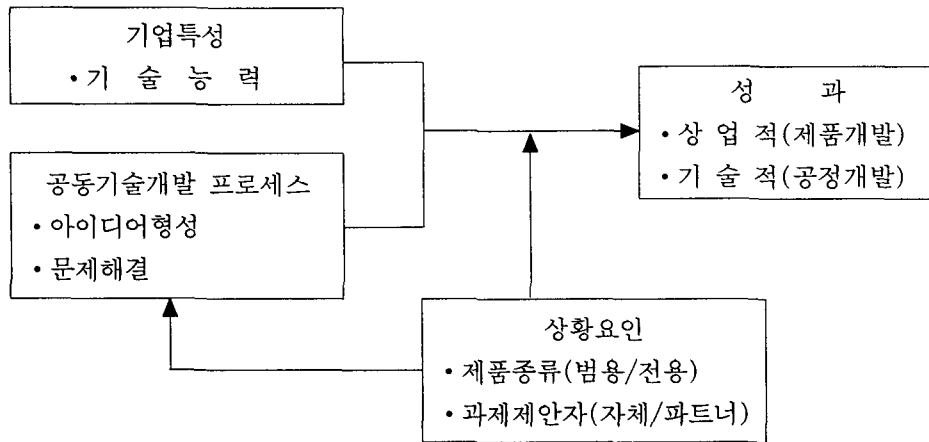 기업특성
• 기 술 능 력
공동기술개발 프로세스
• 아이디어형성
• 문제해결
성 과
• 상 업 적(제품개발)
• 기 술 적(공정개발)
상황요인
• 제품종류(범용/전용)
• 과제제안자(자체/파트너)